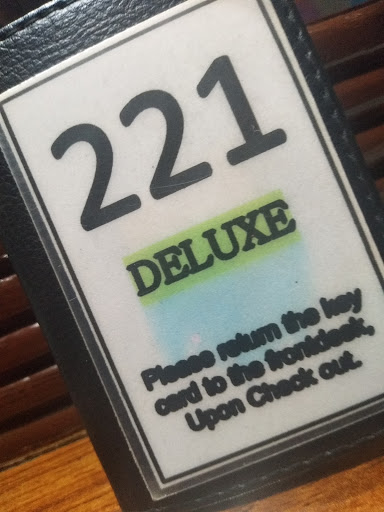 221
DELUXE
Please return the key
card to the frontdesk,
Upon Check out.